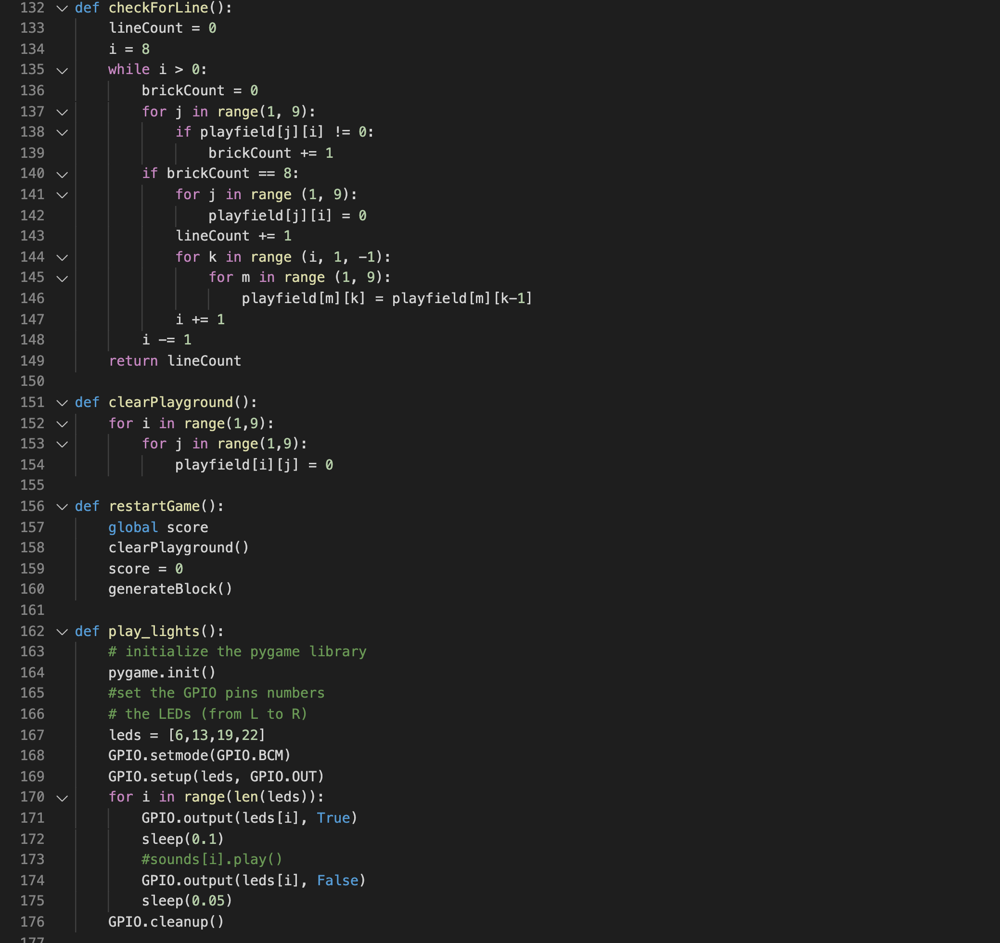 132 def checkForLine():
133     lineCount = 0
134     i = 8
135     while i > 0:
136         brickCount = 0
137         for j in range(1, 9):
138             if playfield[j][i] != 0:
139                 brickCount += 1
140         if brickCount == 8:
141             for j in range (1, 9):
142                 playfield[j][i] = 0
143             lineCount += 1
144             for k in range (i, 1, -1):
145                 for m in range (1, 9):
146                     playfield[m][k] = playfield[m][k-1]
147             i += 1
148         i -= 1
149     return lineCount
150
151 def clearPlayground():
152     for i in range(1,9):
153         for j in range(1,9):
154             playfield[i][j] = 0
155
156 def restartGame():
157     global score
158     clearPlayground()
159     score = 0
160     generateBlock()
161
162 def play_lights():
163     # initialize the pygame library
164     pygame.init()
165     #set the GPIO pins numbers
166     # the LEDs (from L to R)
167     leds = [6,13,19,22]
168     GPIO.setmode(GPIO.BCM)
169     GPIO.setup(leds, GPIO.OUT)
170     for i in range(len(leds)):
171         GPIO.output(leds[i], True)
172         sleep(0.1)
173         #sounds[i].play()
174         GPIO.output(leds[i], False)
175         sleep(0.05)
176     GPIO.cleanup()
177